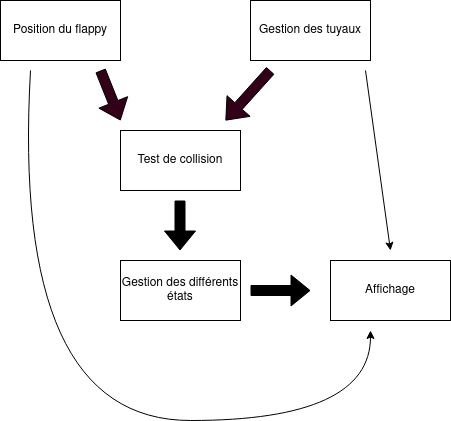 Position du flappy
Gestion des tuyaux
Test de collision
Gestion des différents
états
Affichage